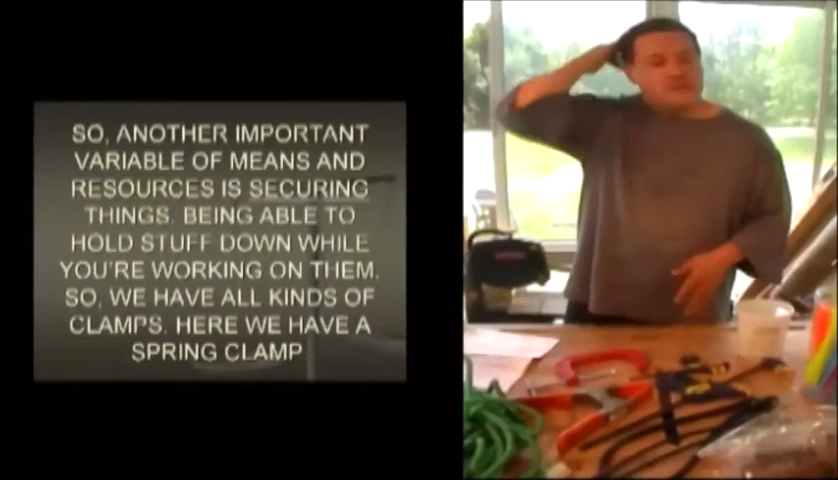 SO, ANOTHER IMPORTANT
VARIABLE OF MEANS AND
RESOURCES IS SECURING
THINGS. BEING ABLE TO
HOLD STUFF DOWN WHILE
YOU'RE WORKING ON THEM.
SO, WE HAVE ALL KINDS OF
CLAMPS. HERE WE HAVE A
SPRING CLAMP